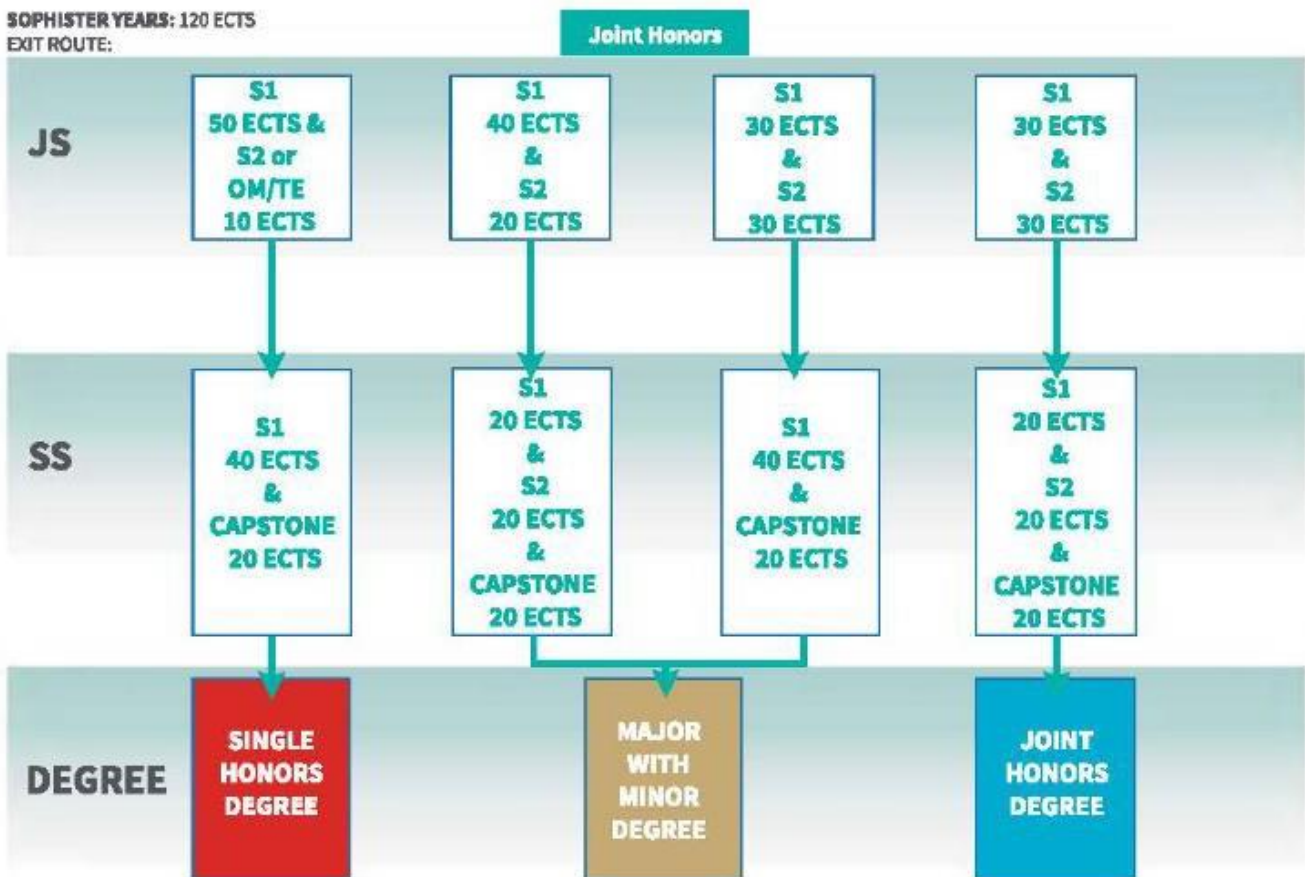 SOPHISTER YEARS: 120 ECTS
EXIT ROUTE:
Joint Honors
JS
S1
50 ECTS &
S2 or
OM/TE
10 ECTS
S1
40 ECTS
&
S2
20 ECTS
S1
30 ECTS
&
S2
30 ECTS
S1
30 ECTS
&
S2
30 ECTS
SS
S1
40 ECTS
&
CAPSTONE
20 ECTS
S1
20 ECTS
&
S2
20 ECTS
&
CAPSTONE
20 ECTS
S1
40 ECTS
&
CAPSTONE
20 ECTS
S1
20 ECTS
&
S2
20 ECTS
&
CAPSTONE
20 ECTS
DEGREE
SINGLE
HONORS
DEGREE
MAJOR
WITH
MINOR
DEGREE
JOINT
HONORS
DEGREE